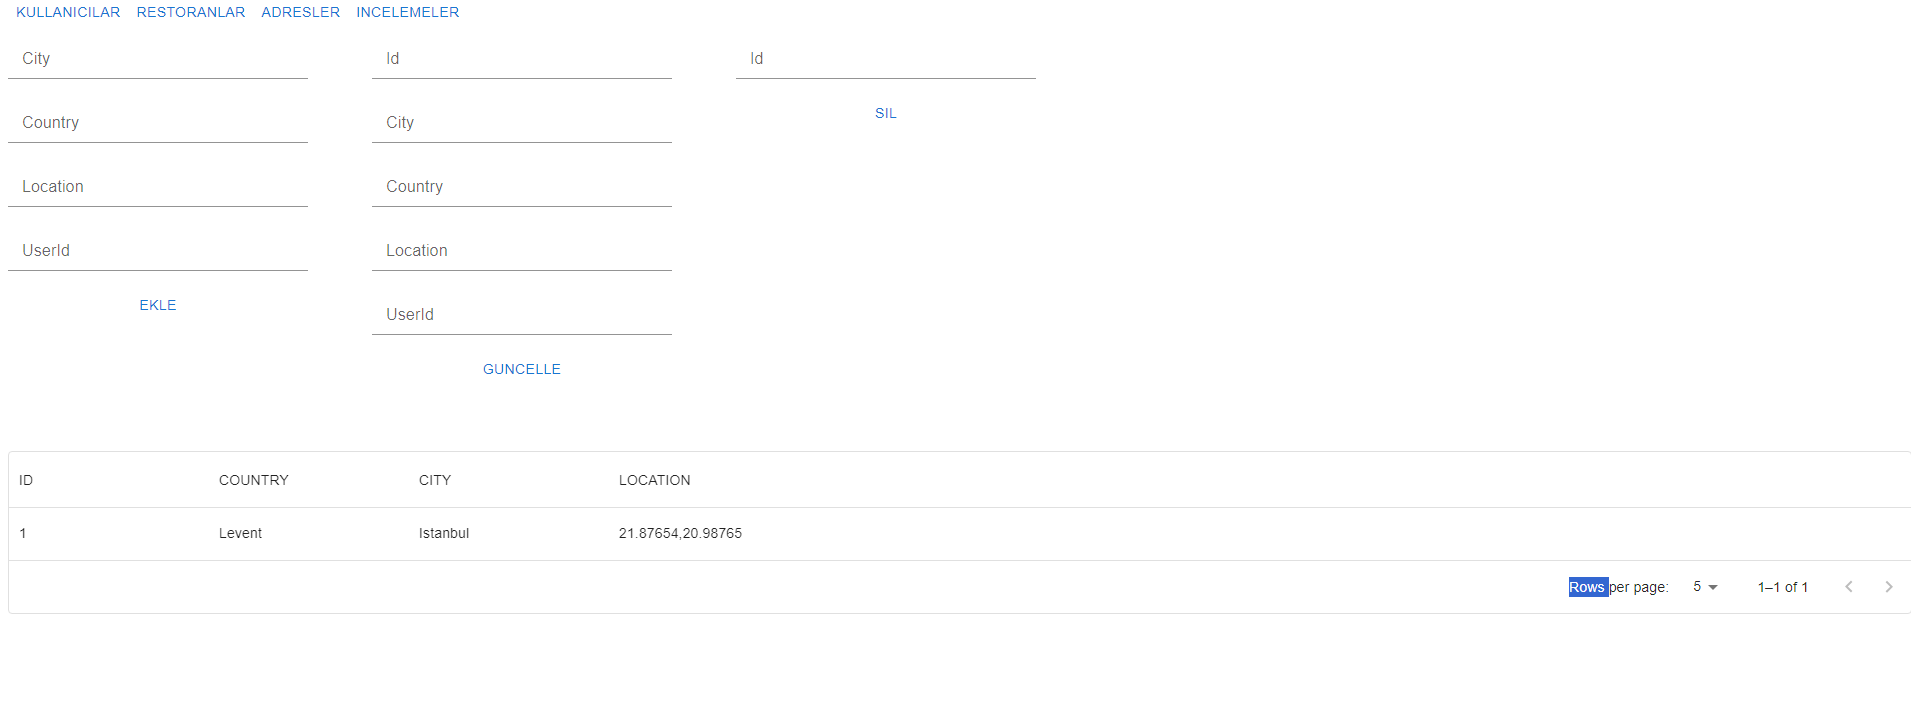 KULLANICILAR RESTORANLAR ADRESLER INCELEMELER
City
Country
Location
UserId
EKLE
Id
City
Country
Location
UserId
GUNCELLE
Id
SIL
ID COUNTRY CITY LOCATION
1 Levent Istanbul 21.87654,20.98765
Rows per page: 5 1–1 of 1